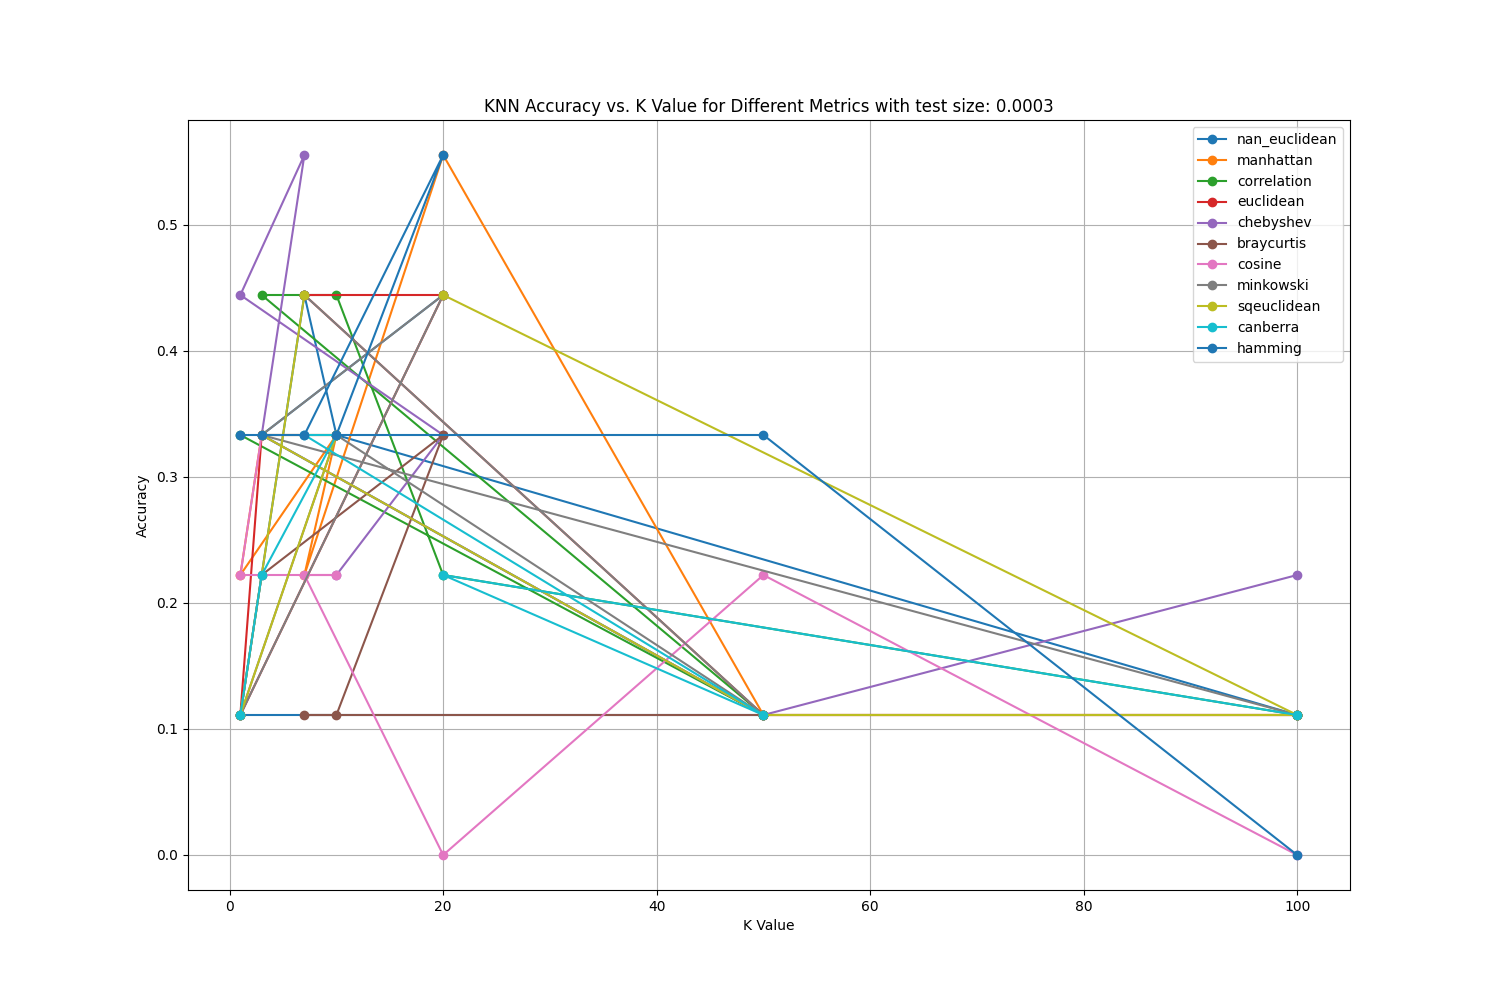 KNN Accuracy vs. K Value for Different Metrics with test size: 0.0003
nan_euclidean
manhattan
correlation
euclidean
chebyshev
braycurtis
cosine
minkowski
sqeuclidean
canberra
hamming
0.5
0.4
0.3
0.2
0.1
0.0
Accuracy
0 20 40 60 80 100
K Value